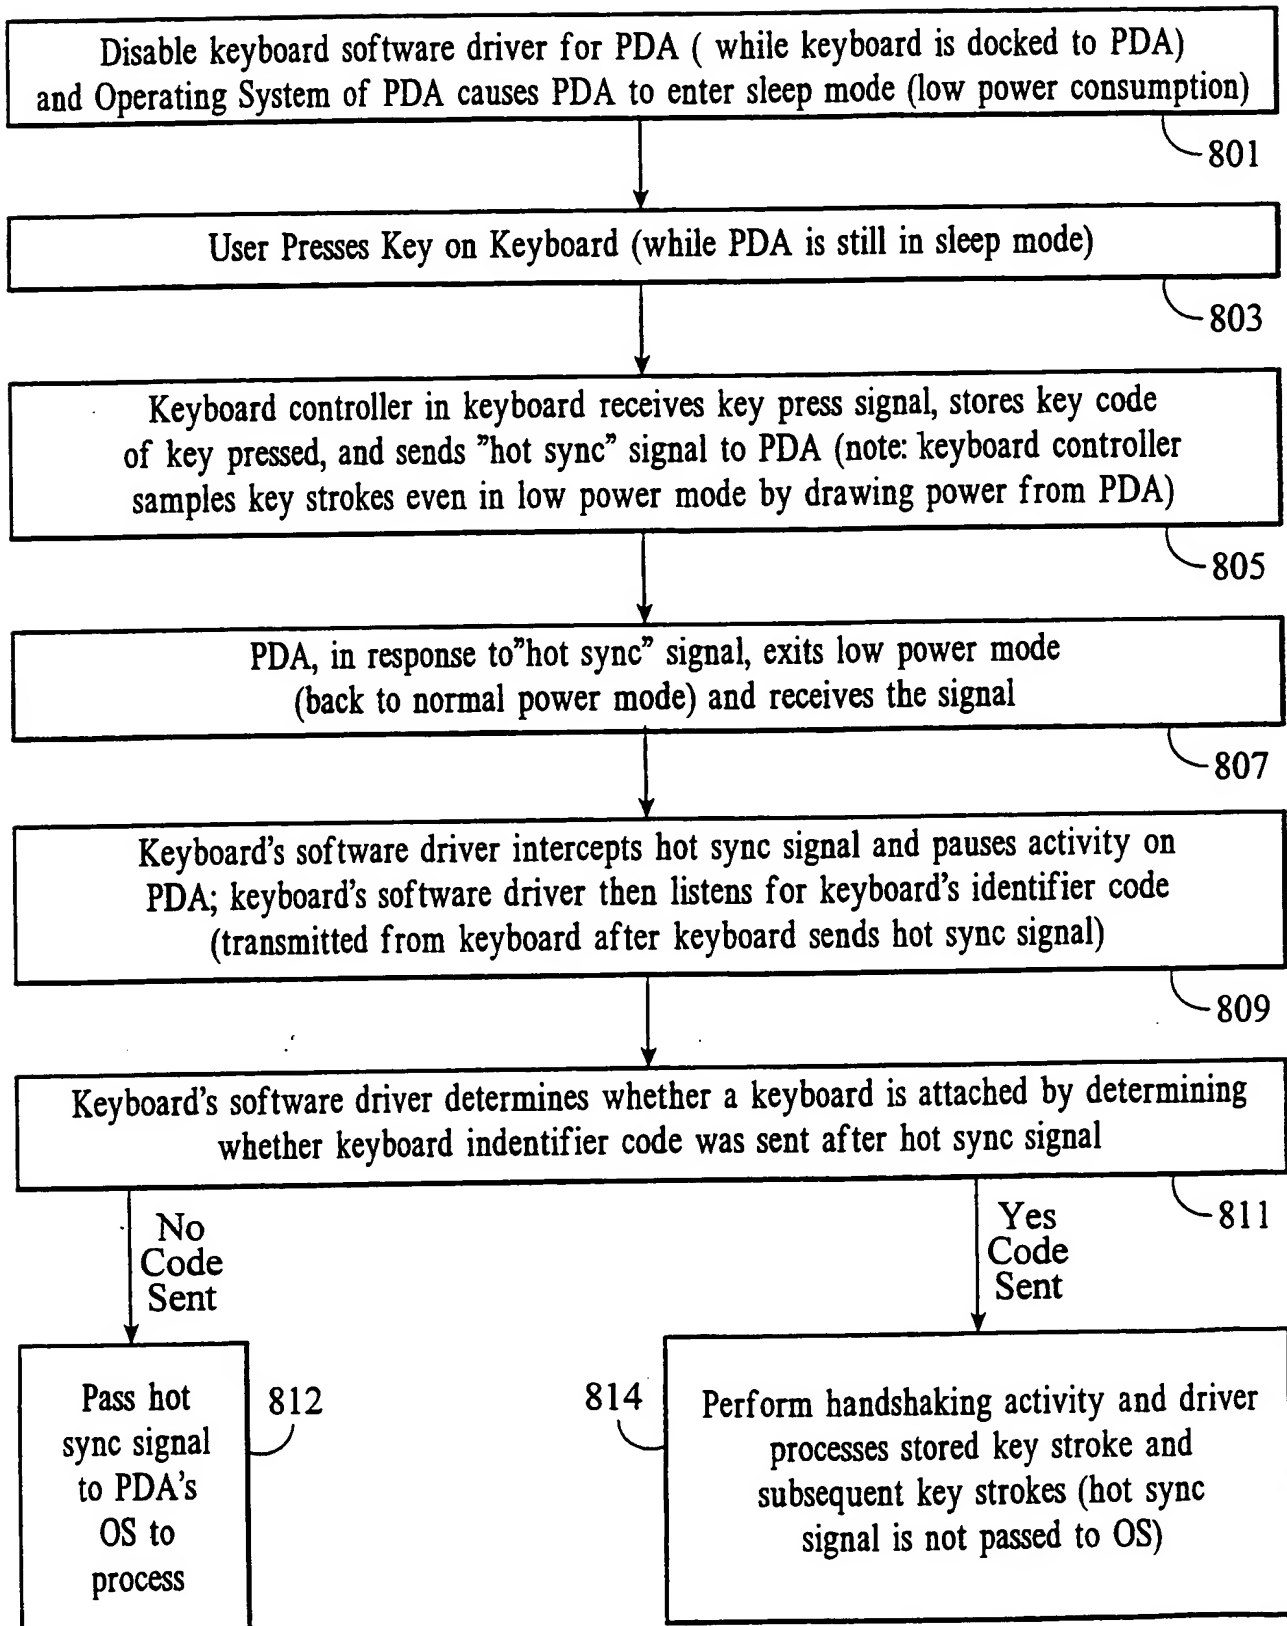 Disable keyboard software driver for PDA ( while keyboard is docked to PDA)
and Operating System of PDA causes PDA to enter sleep mode (low power consumption)
801
User Presses Key on Keyboard (while PDA is still in sleep mode)
803
Keyboard controller in keyboard receives key press signal, stores key code
of key pressed, and sends "hot sync" signal to PDA (note: keyboard controller
samples key strokes even in low power mode by drawing power from PDA)
805
PDA, in response to"hot sync" signal, exits low power mode
(back to normal power mode) and receives the signal
807
Keyboard's software driver intercepts hot sync signal and pauses activity on
PDA; keyboard's software driver then listens for keyboard's identifier code
(transmitted from keyboard after keyboard sends hot sync signal)
809
Keyboard's software driver determines whether a keyboard is attached by determining
whether keyboard indentifier code was sent after hot sync signal
811
No
Code
Sent
Yes
Code
Sent
Pass hot
sync signal
to PDA's
OS to
process
812
814
Perform handshaking activity and driver
processes stored key stroke and
subsequent key strokes (hot sync
signal is not passed to OS)